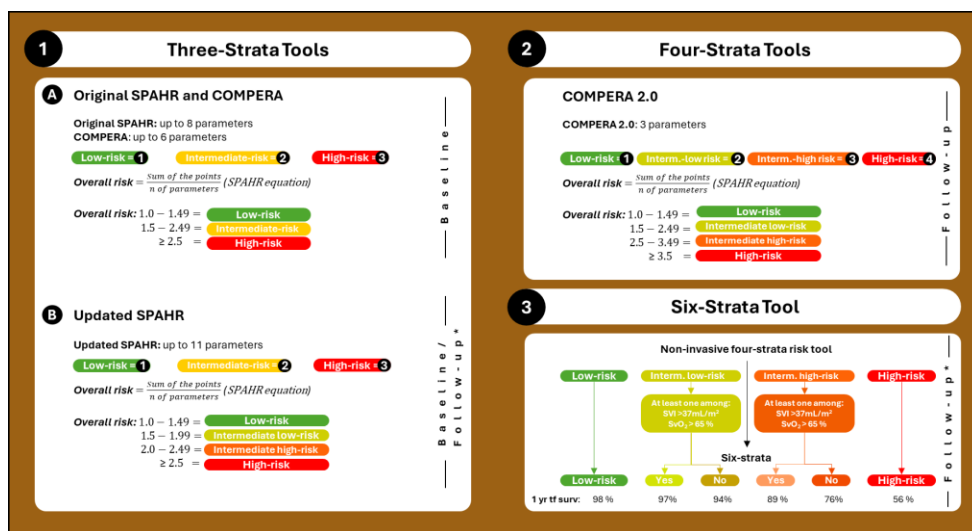 1
Three-Strata Tools
A
Original SPAHR and COMPERA
Original SPAHR: up to 8 parameters
COMPERA: up to 6 parameters
Low-risk = 1
Intermediate-risk = 2
High-risk = 3
Overall risk = Sum of the points / n of parameters (SPAHR equation)
Overall risk: 1.0 – 1.49 = Low-risk
1.5 – 2.49 = Intermediate-risk
≥ 2.5 = High-risk
Baseline
B
Updated SPAHR
Updated SPAHR: up to 11 parameters
Low-risk = 1
Intermediate-risk = 2
High-risk = 3
Overall risk = Sum of the points / n of parameters (SPAHR equation)
Overall risk: 1.0 – 1.49 = Low-risk
1.5 – 1.99 = Intermediate low-risk
2.0 – 2.49 = Intermediate high-risk
≥ 2.5 = High-risk
Baseline/
Follow-up*
2
Four-Strata Tools
COMPERA 2.0
COMPERA 2.0: 3 parameters
Low-risk = 1
Interm.-low risk = 2
Interm.-high risk = 3
High-risk = 4
Overall risk = Sum of the points / n of parameters (SPAHR equation)
Overall risk: 1.0 – 1.49 = Low-risk
1.5 – 2.49 = Intermediate low-risk
2.5 – 3.49 = Intermediate high-risk
≥ 3.5 = High-risk
Follow-up
3
Six-Strata Tool
Non-invasive four-strata risk tool
Low-risk
Interm. low-risk
Interm. high-risk
High-risk
At least one among:
SVI >37mL/m²
SvO₂ > 65 %
At least one among:
SVI >37mL/m²
SvO₂ > 65 %
Six-strata
Low-risk
Yes
No
Yes
No
High-risk
1 yr tf surv: 98 % 97% 94% 89 % 76% 56 %
Follow-up*